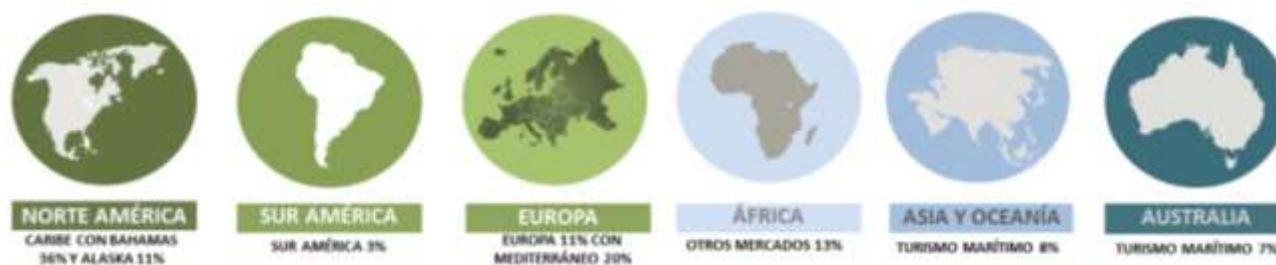 NORTE AMÉRICA
CARIBE CON BAHAMAS
36% Y ALASKA 11%
SUR AMÉRICA
SUR AMÉRICA 3%
EUROPA
EUROPA 11% CON
MEDITERRÁNEO 20%
ÁFRICA
OTROS MERCADOS 13%
ASIA Y OCEANÍA
TURISMO MARÍTIMO 8%
AUSTRALIA
TURISMO MARÍTIMO 7%